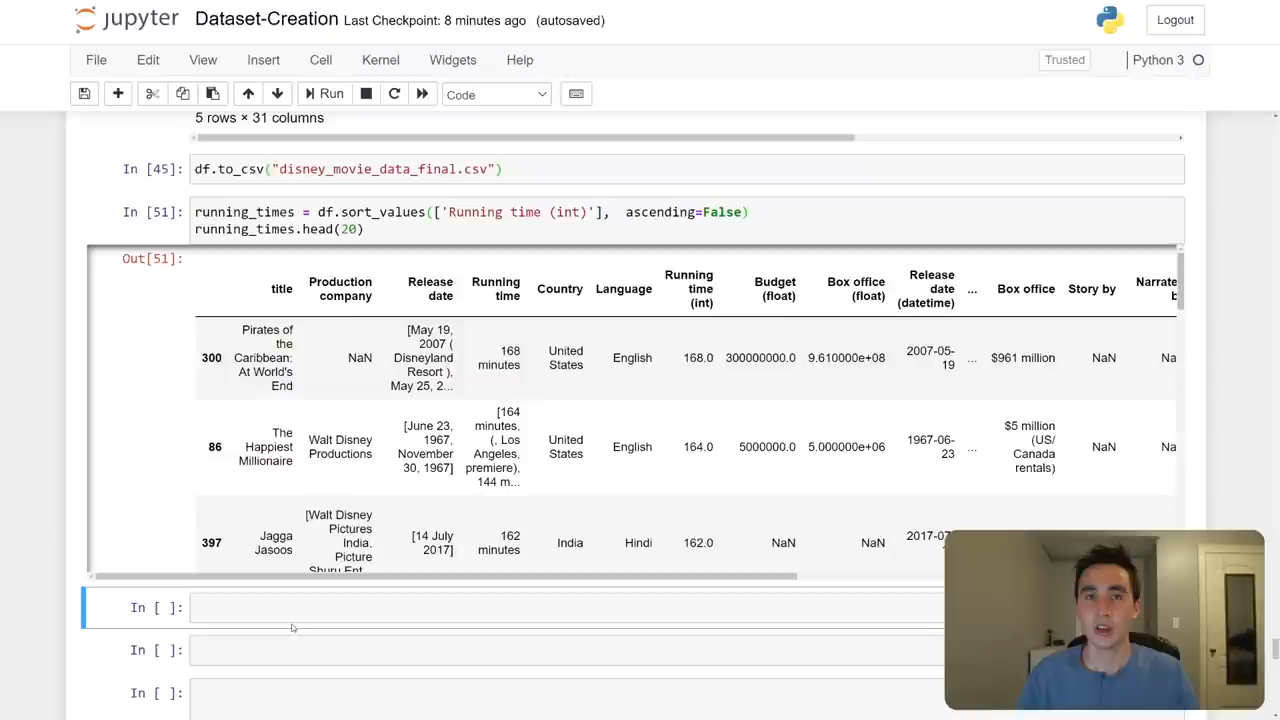 jupyter Dataset-Creation Last Checkpoint: 8 minutes ago (autosaved) Logout
File Edit View Insert Cell Kernel Widgets Help Trusted Python 3
Run Code
5 rows × 31 columns
In [45]: df.to_csv("disney_movie_data_final.csv")
In [51]: running_times = df.sort_values(['Running time (int)'], ascending=False)
running_times.head(20)
Out[51]:
title Production company Release date Running time Country Language Running time (int) Budget (float) Box office (float) Release date (datetime) ... Box office Story by Narrate
300 Pirates of the Caribbean: At World's End NaN [May 19, 2007 ( Disneyland Resort ), May 25, 2... 168 minutes United States English 168.0 300000000.0 9.610000e+08 2007-05-19 ... $961 million NaN Na
86 The Happiest Millionaire Walt Disney Productions [June 23, 1967, November 30, 1967] [164 minutes, (, Los Angeles, premiere), 144 m... United States English 164.0 5000000.0 5.000000e+06 1967-06-23 ... $5 million (US/ Canada rentals) NaN Na
397 Jagga Jasoos [Walt Disney Pictures India, Picture Shuru Ent [14 July 2017] 162 minutes India Hindi 162.0 NaN NaN 2017-07
In [ ]:
In [ ]:
In [ ]: